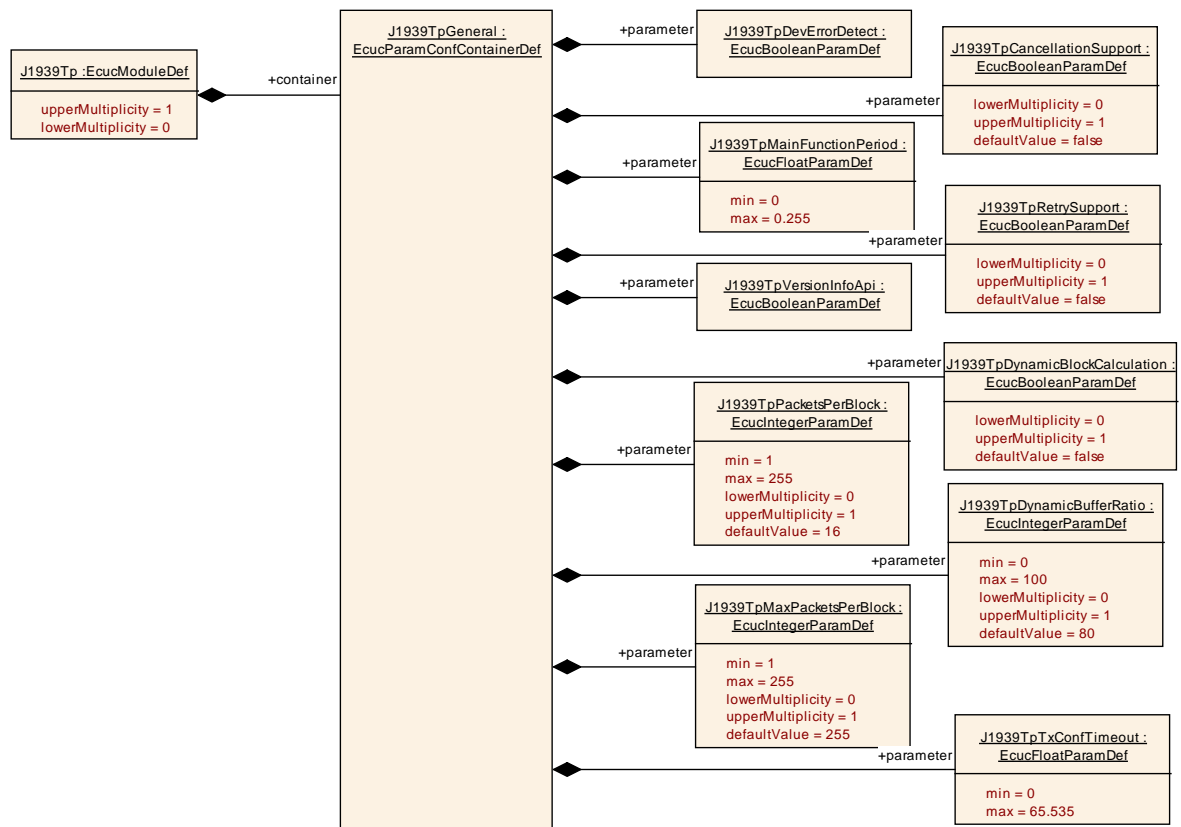 J1939Tp :EcucModuleDef
upperMultiplicity = 1
lowerMultiplicity = 0
+container
J1939TpGeneral :
EcucParamConfContainerDef
+parameter
J1939TpDevErrorDetect :
EcucBooleanParamDef
+parameter
J1939TpCancellationSupport :
EcucBooleanParamDef
lowerMultiplicity = 0
upperMultiplicity = 1
defaultValue = false
+parameter
J1939TpMainFunctionPeriod :
EcucFloatParamDef
min = 0
max = 0.255
+parameter
J1939TpRetrySupport :
EcucBooleanParamDef
lowerMultiplicity = 0
upperMultiplicity = 1
defaultValue = false
+parameter
J1939TpVersionInfoApi :
EcucBooleanParamDef
+parameter
J1939TpDynamicBlockCalculation :
EcucBooleanParamDef
lowerMultiplicity = 0
upperMultiplicity = 1
defaultValue = false
+parameter
J1939TpPacketsPerBlock :
EcucIntegerParamDef
min = 1
max = 255
lowerMultiplicity = 0
upperMultiplicity = 1
defaultValue = 16
+parameter
J1939TpDynamicBufferRatio :
EcucIntegerParamDef
min = 0
max = 100
lowerMultiplicity = 0
upperMultiplicity = 1
defaultValue = 80
+parameter
J1939TpMaxPacketsPerBlock :
EcucIntegerParamDef
min = 1
max = 255
lowerMultiplicity = 0
upperMultiplicity = 1
defaultValue = 255
+parameter
J1939TpTxConfTimeout :
EcucFloatParamDef
min = 0
max = 65.535